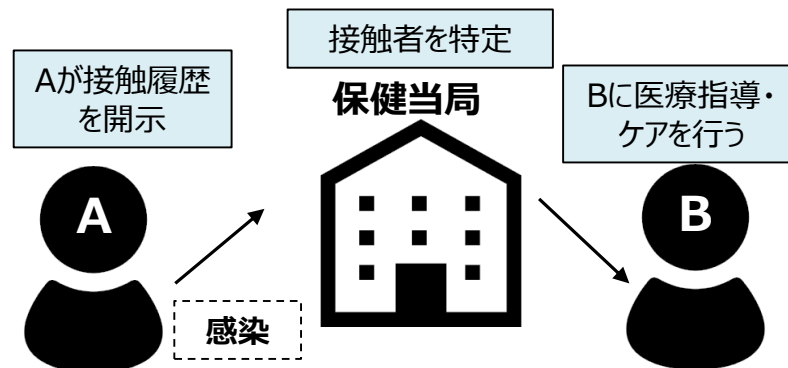 接触者を特定
Aが接触履歴
を開示
保健当局
Bに医療指導・
ケアを行う
A
B
感染